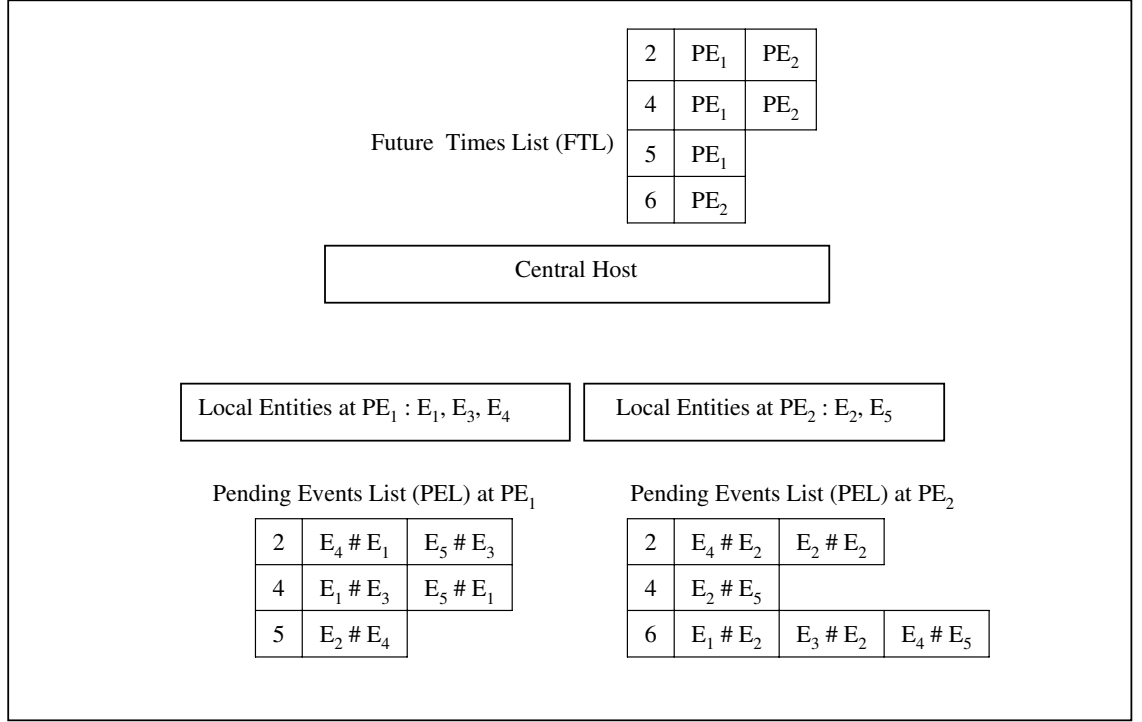 2 PE1 PE2
4 PE1 PE2
Future Times List (FTL)
5 PE1
6 PE2
Central Host
Local Entities at PE1 : E1, E3, E4
Local Entities at PE2 : E2, E5
Pending Events List (PEL) at PE1
2 E4 # E1 E5 # E3
4 E1 # E3 E5 # E1
5 E2 # E4
Pending Events List (PEL) at PE2
2 E4 # E2 E2 # E2
4 E2 # E5
6 E1 # E2 E3 # E2 E4 # E5